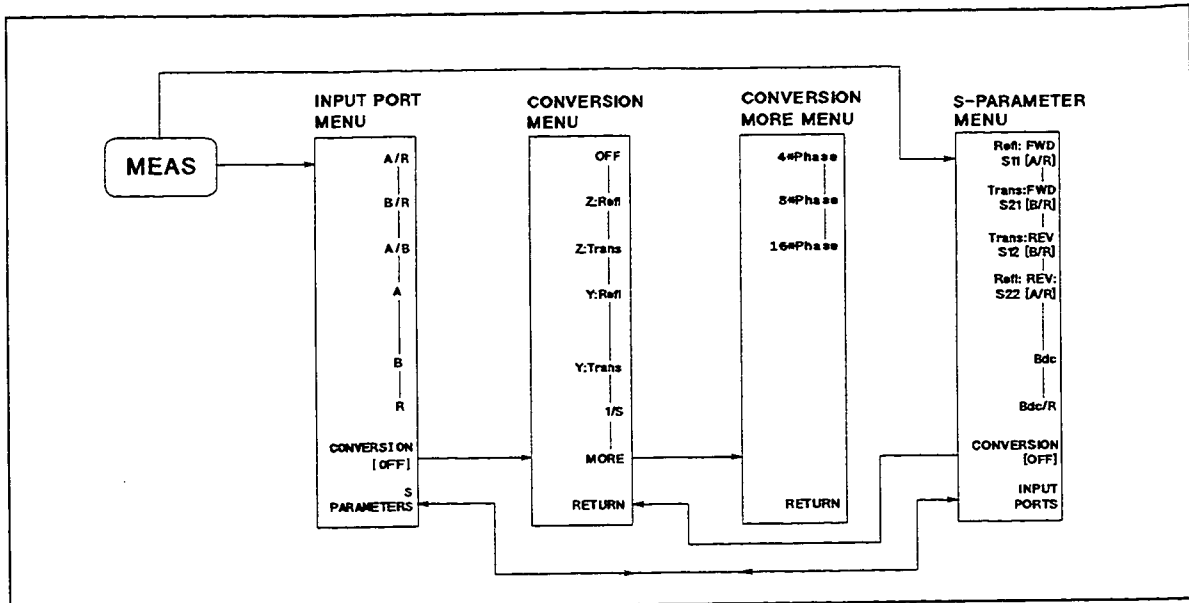 MEAS
INPUT PORT
MENU
A/R
B/R
A/B
A
B
R
CONVERSION
[OFF]
S
PARAMETERS
CONVERSION
MENU
OFF
Z:Refl
Z:Trans
Y:Refl
Y:Trans
1/S
MORE
RETURN
CONVERSION
MORE MENU
4*Phase
8*Phase
16*Phase
RETURN
S-PARAMETER
MENU
Refl: FWD
S11 [A/R]
Trans:FWD
S21 [B/R]
Trans:REV
S12 [B/R]
Refl: REV:
S22 [A/R]
Bdc
Bdc/R
CONVERSION
[OFF]
INPUT
PORTS